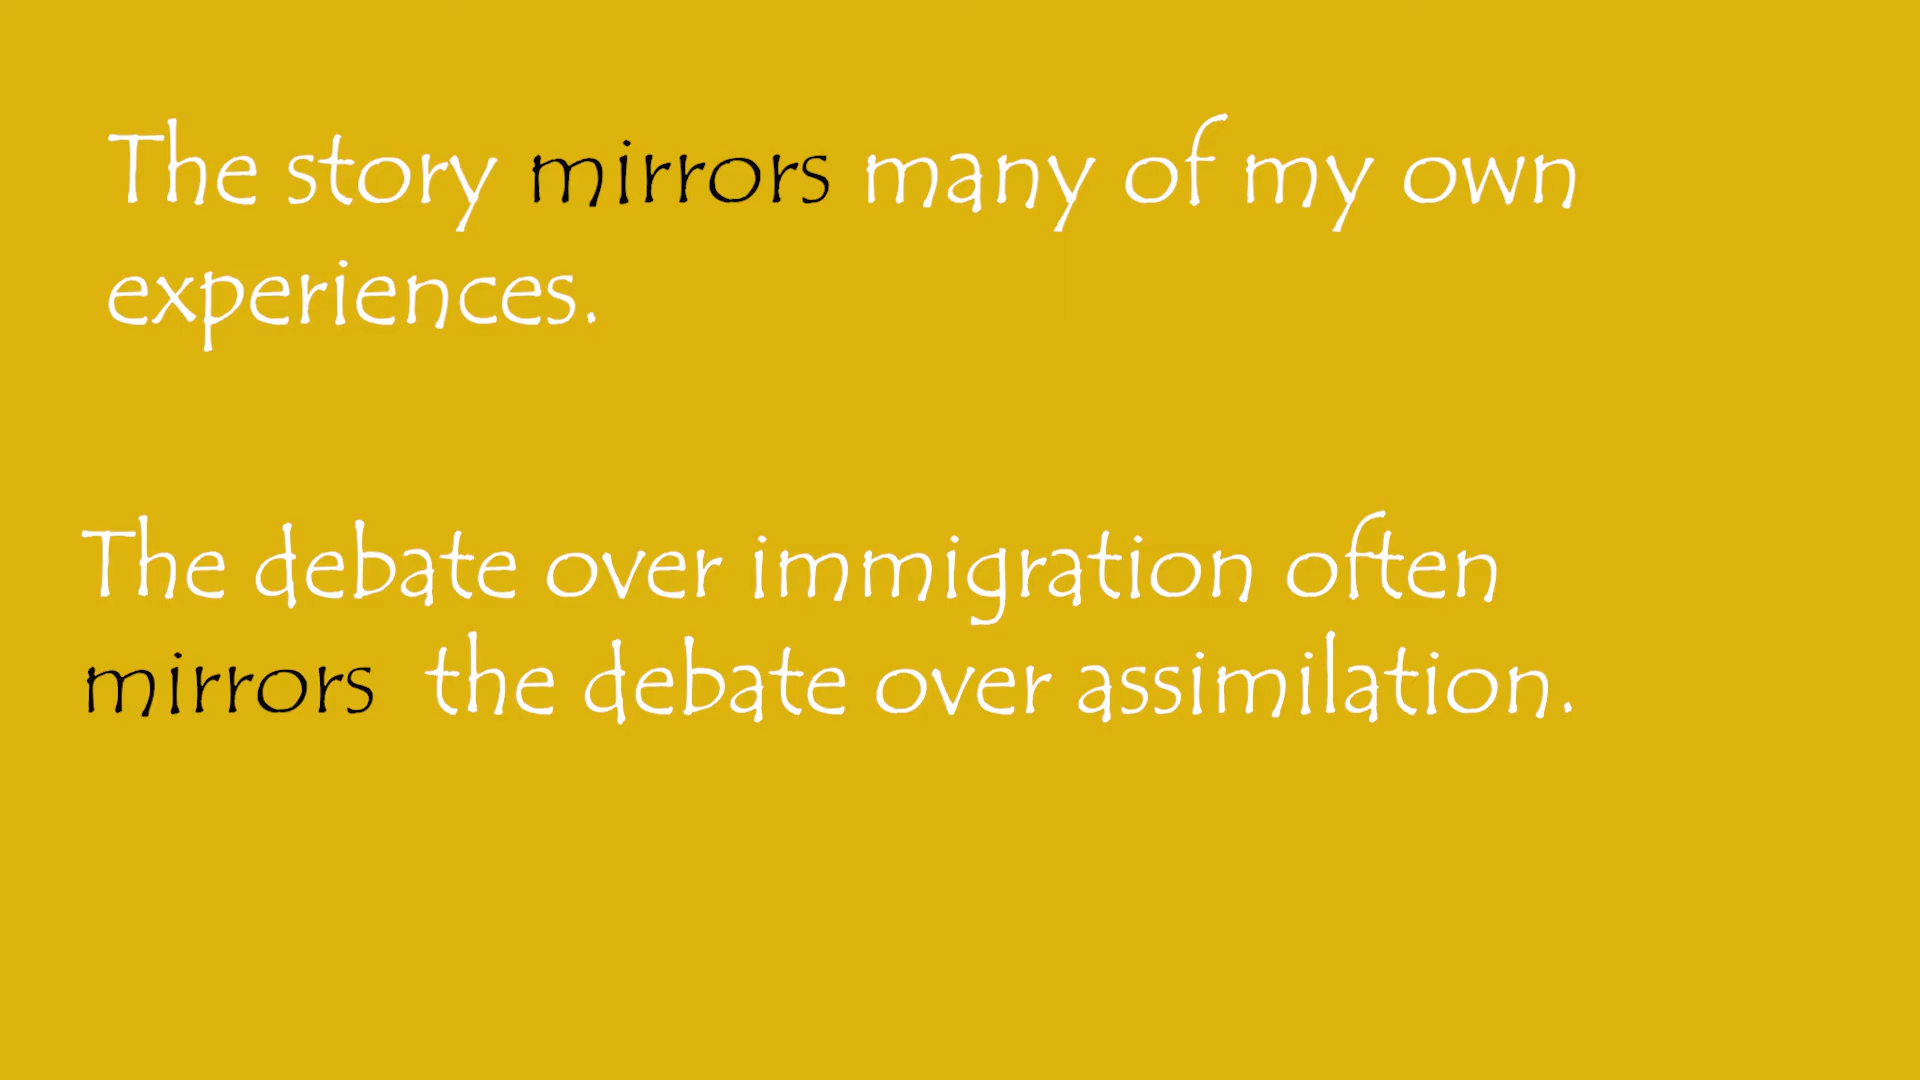 The story mirrors many of my own
experiences.
The debate over immigration often
mirrors the debate over assimilation.